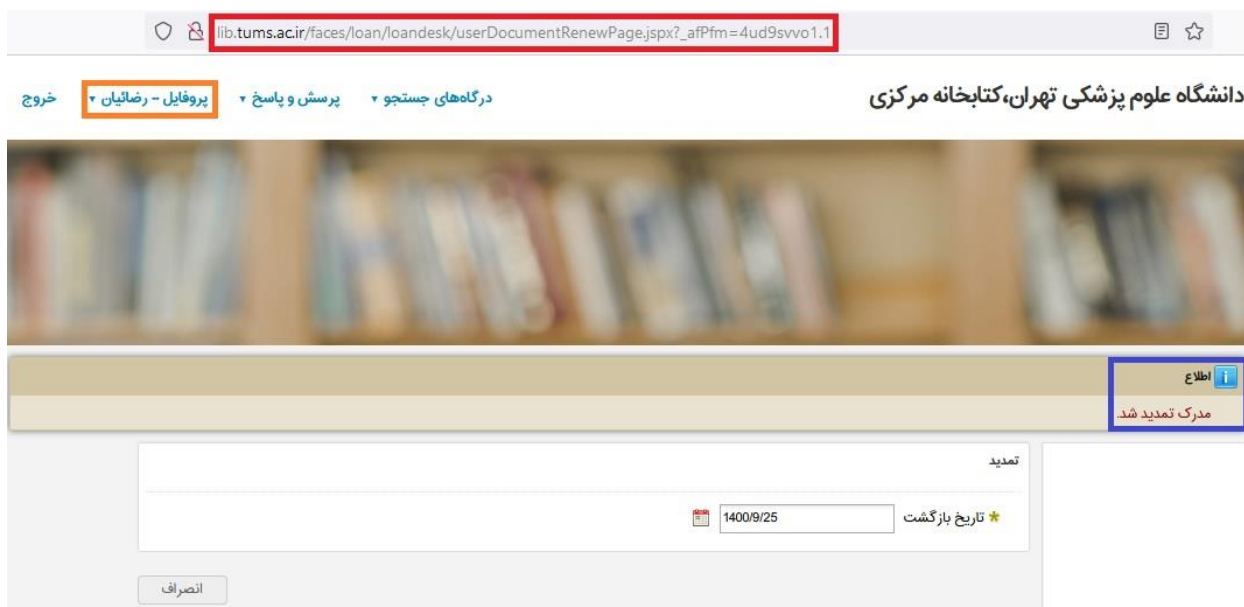 lib.tums.ac.ir/faces/loan/loandesk/userDocumentRenewPage.jspx?_afPfm=4ud9svvo1.1
دانشگاه علوم پزشکی تهران،کتابخانه مرکزی
درگاه‌های جستجو
پرسش و پاسخ
پروفایل - رضائیان
خروج
اطلاع
مدرک تمدید شد.
تمدید
* تاریخ بازگشت 1400/9/25
انصراف